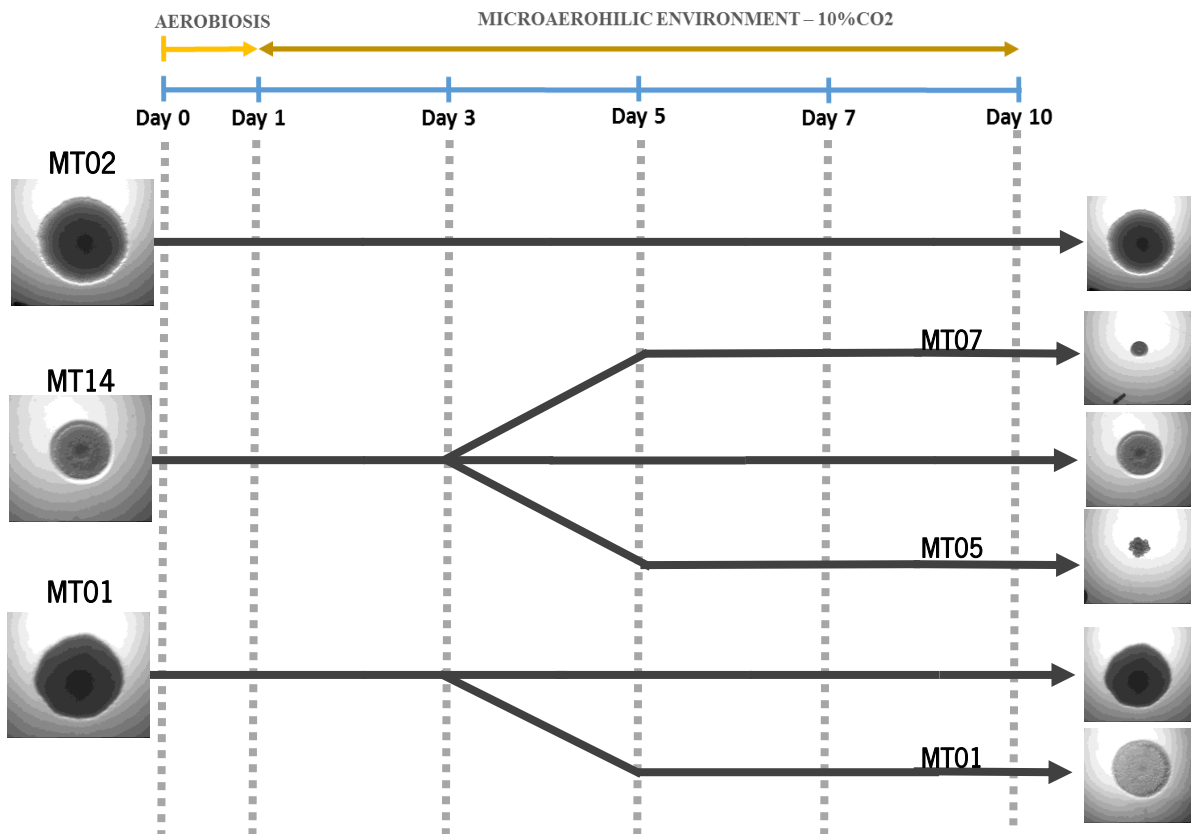 AEROBIOSIS
MICROAEROHILIC ENVIRONMENT – 10%CO2
Day 0 Day 1 Day 3 Day 5 Day 7 Day 10
MT02
MT07
MT14
MT05
MT01
MT01